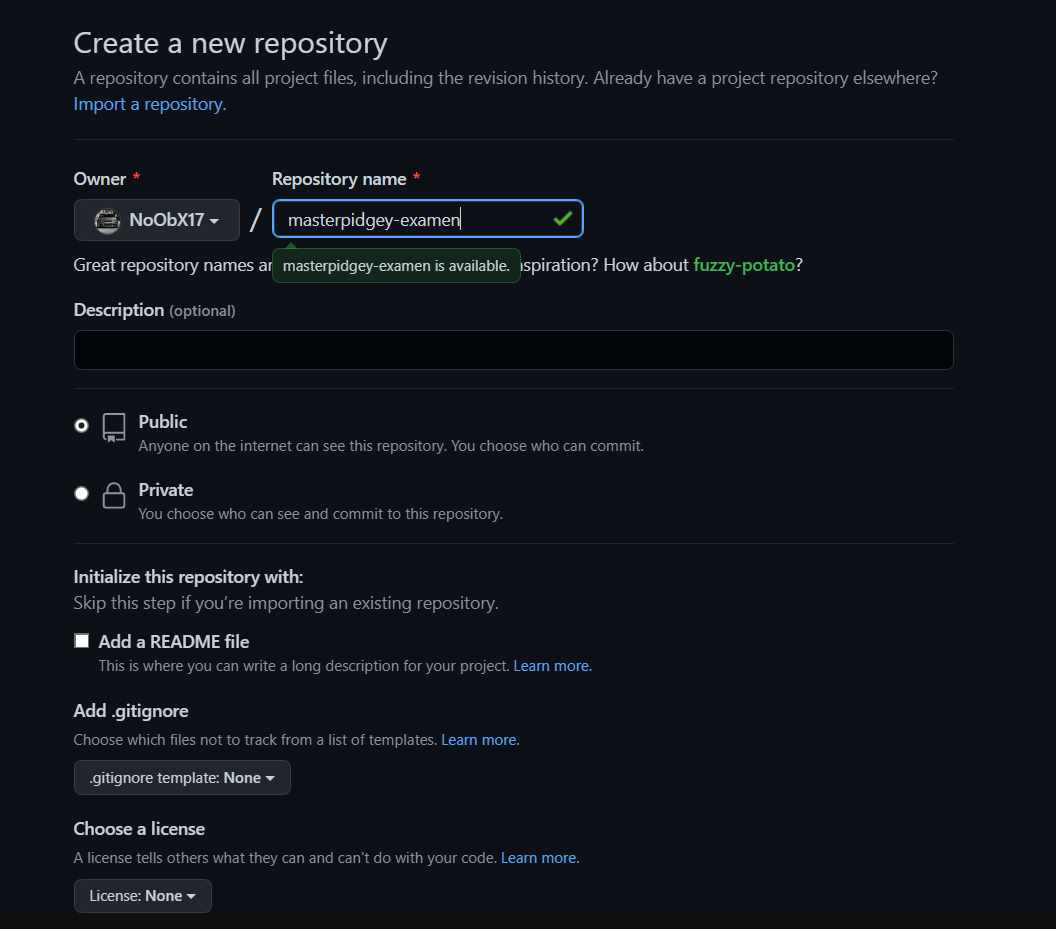 Create a new repository
A repository contains all project files, including the revision history. Already have a project repository elsewhere?
Import a repository.
Owner *
Repository name *
NoObX17
/
masterpidgey-examen
Great repository names masterpidgey-examen is available. How about fuzzy-potato?
Description (optional)
Public
Anyone on the internet can see this repository. You choose who can commit.
Private
You choose who can see and commit to this repository.
Initialize this repository with:
Skip this step if you’re importing an existing repository.
Add a README file
This is where you can write a long description for your project. Learn more.
Add .gitignore
Choose which files not to track from a list of templates. Learn more.
.gitignore template: None
Choose a license
A license tells others what they can and can't do with your code. Learn more.
License: None